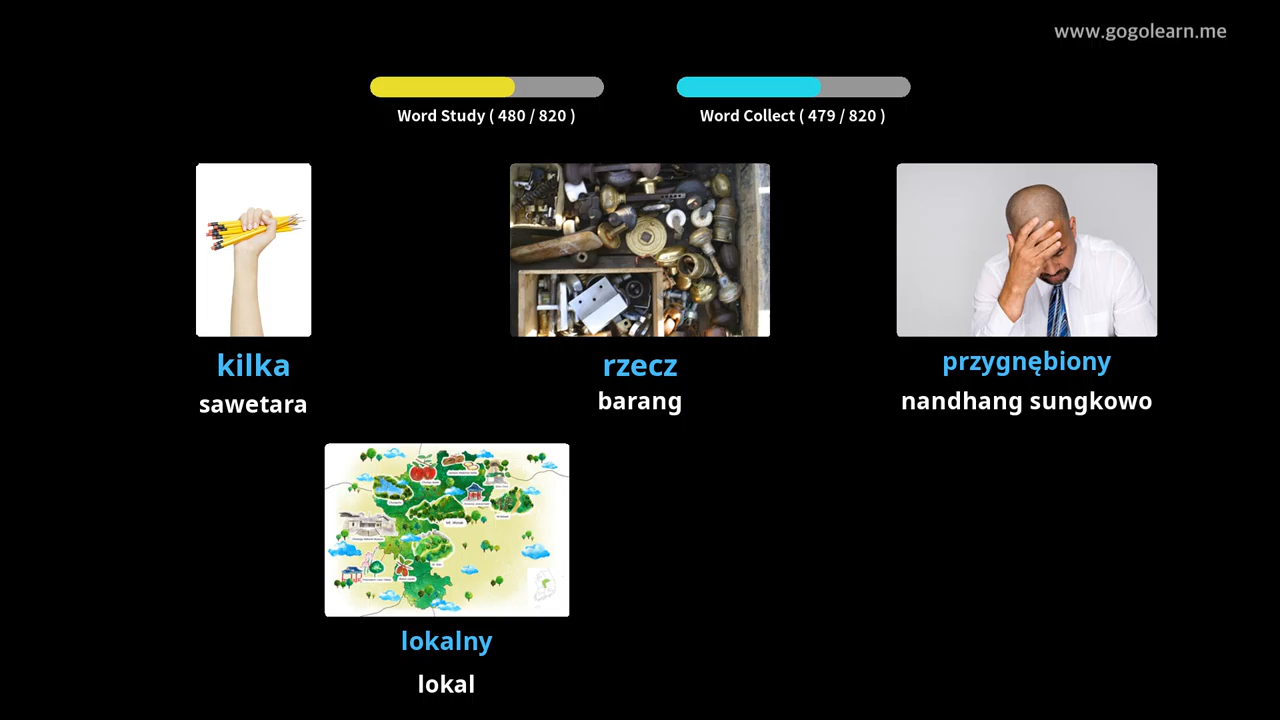 www.gogolearn.me
Word Study ( 480 / 820 )
Word Collect ( 479 / 820 )
kilka
sawetara
rzecz
barang
przygnębiony
nandhang sungkowo
lokalny
lokal